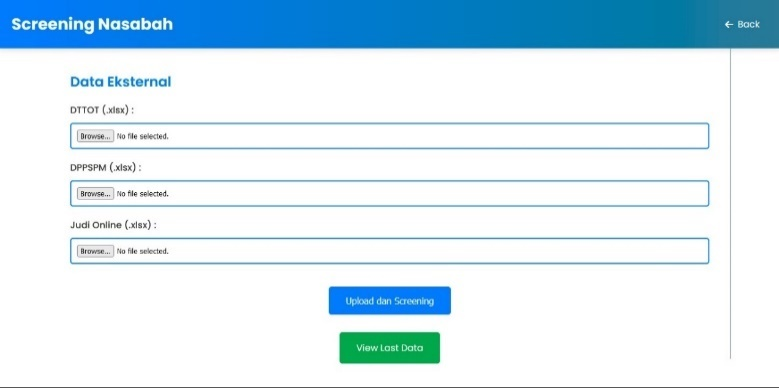 Screening Nasabah
← Back
Data Eksternal
DTTOT (.xlsx) :
Browse... No file selected.
DPPSPM (.xlsx) :
Browse... No file selected.
Judi Online (.xlsx) :
Browse... No file selected.
Upload dan Screening
View Last Data